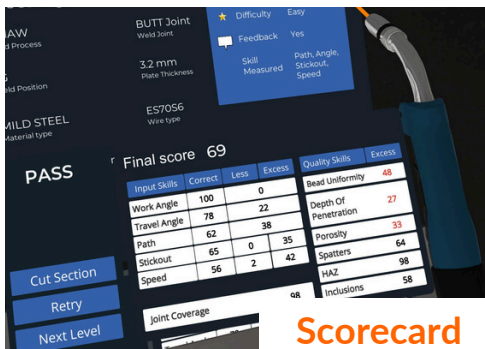 AW
BUTT Joint
Difficulty Easy
d Process
Weld Joint
Feedback Yes
3.2 mm
Skill Measured Path, Angle, Stickout, Speed
eld Position
Plate Thickness
MILD STEEL
ES70S6
Material type
Wire type
PASS
Final score 69
Input Skills Correct Less Excess
Work Angle 100 0
Travel Angle 78 22
Path 62 38
Stickout 65 0 35
Speed 56 2 42
Joint Coverage 98
Quality Skills Excess
Bead Uniformity 48
Depth Of Penetration 27
Porosity 33
Spatters 64
HAZ 98
Inclusions 58
Cut Section
Retry
Next Level
Scorecard